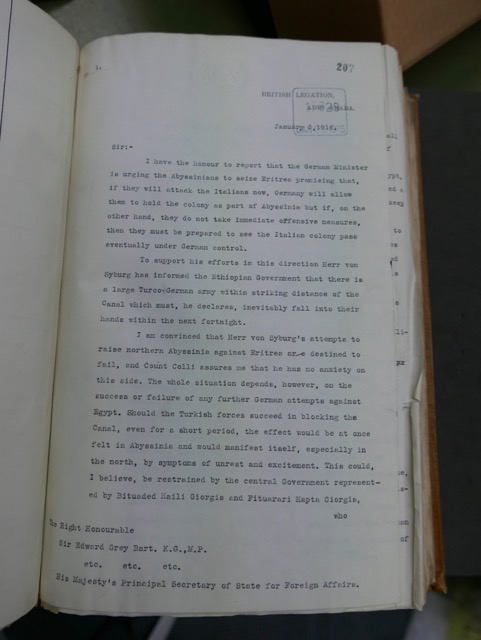 1.
207
BRITISH LEGATION,
ADDIS ABABA.
January 6, 1916.
Sir:-
I have the honour to report that the German Minister
is urging the Abyssinians to seize Eritrea promising that,
if they will attack the Italians now, Germany will allow
them to hold the colony as part of Abyssinia but if, on the
other hand, they do not take immediate offensive measures,
then they must be prepared to see the Italian colony pass
eventually under German control.
To support his efforts in this direction Herr von
Syburg has informed the Ethiopian Government that there is
a large Turco-German army within striking distance of the
Canal which must, he declares, inevitably fall into their
hands within the next fortnight.
I am convinced that Herr von Syburg's attempts to
raise northern Abyssinia against Eritrea are destined to
fail, and Count Colli assures me that he has no anxiety on
this side. The whole situation depends, however, on the
success or failure of any further German attempts against
Egypt. Should the Turkish forces succeed in blocking the
Canal, even for a short period, the effect would be at once
felt in Abyssinia and would manifest itself, especially in
the north, by symptoms of unrest and excitement. This could,
I believe, be restrained by the central Government represent-
ed by Bituaded Haili Giorgis and Fituarari Hapta Giorgis,
who
The Right Honourable
Sir Edward Grey Bart. K.G.,M.P.
etc. etc. etc.
His Majesty's Principal Secretary of State for Foreign Affairs.